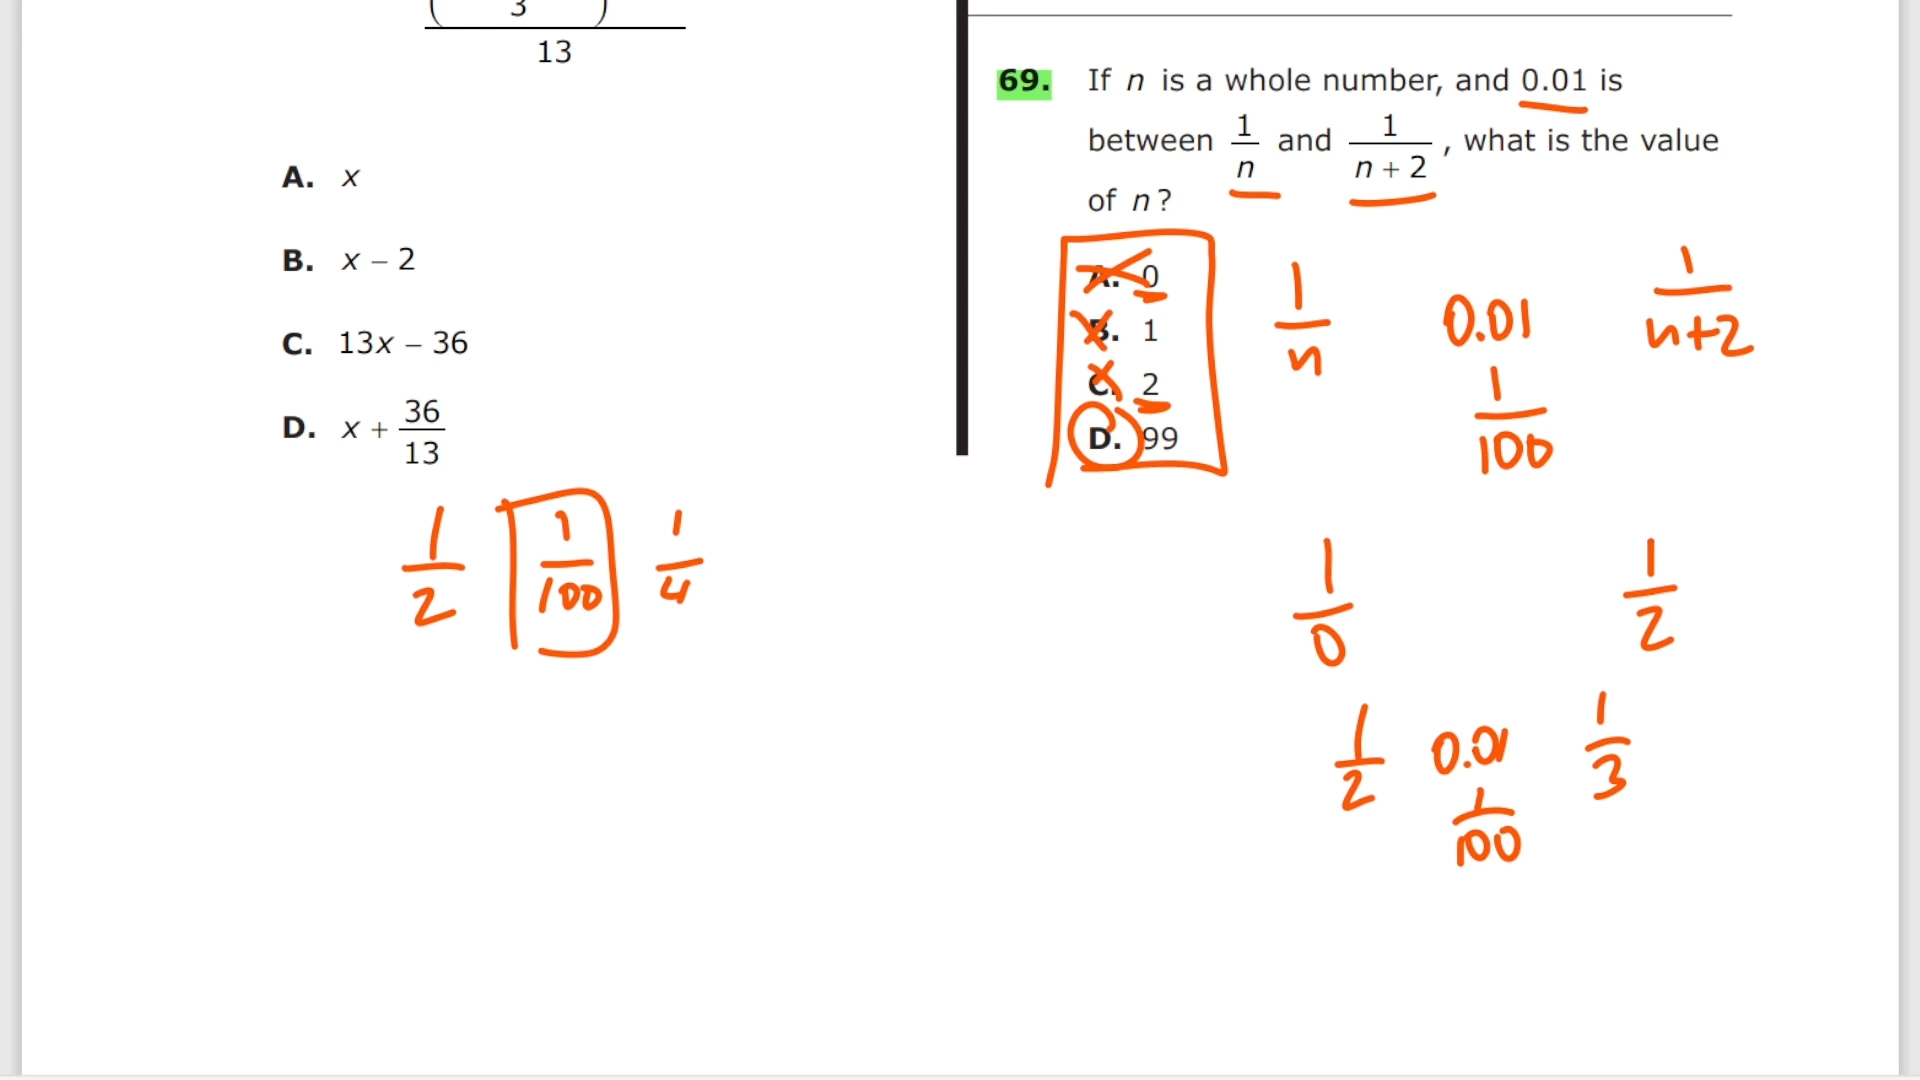 3
13
A. x
B. x – 2
C. 13x – 36
D. x + 36/13
1/2 1/100 1/4
69. If n is a whole number, and 0.01 is
between 1/n and 1/(n + 2), what is the value
of n?
A. 0
B. 1
C. 2
D. 99
1/n 0.01 1/(n+2)
1/100
1/0 1/2
1/2 0.01 1/3
1/100